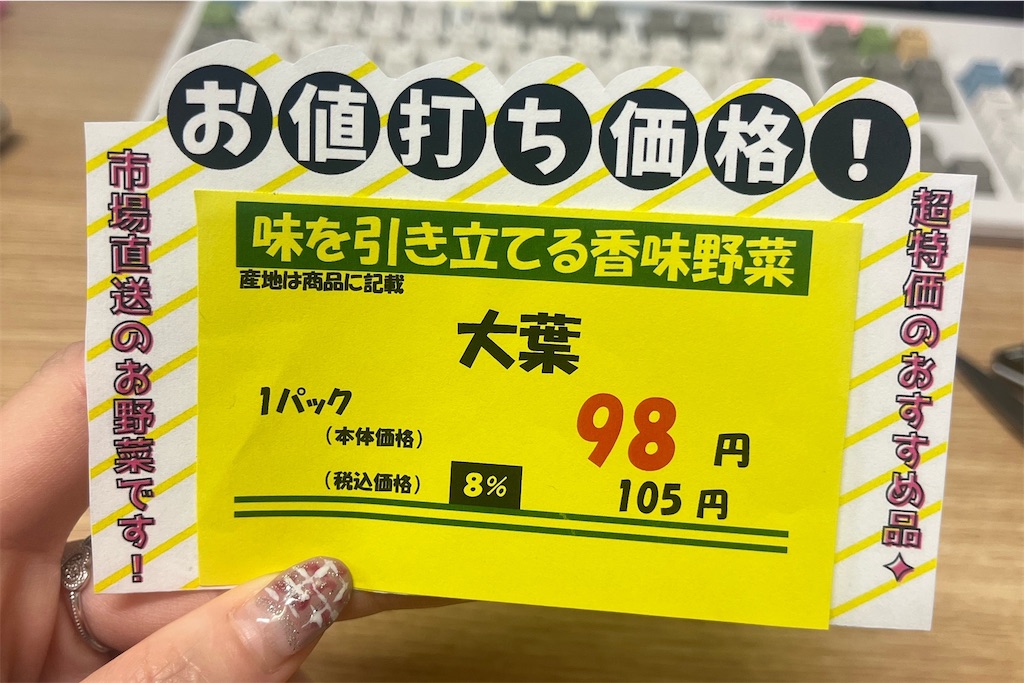 お値打ち価格!
市場直送のお野菜です!
味を引き立てる香味野菜
産地は商品に記載
大葉
1パック
(本体価格) 98 円
(税込価格) 8% 105 円
超特価のおすすめ品✦